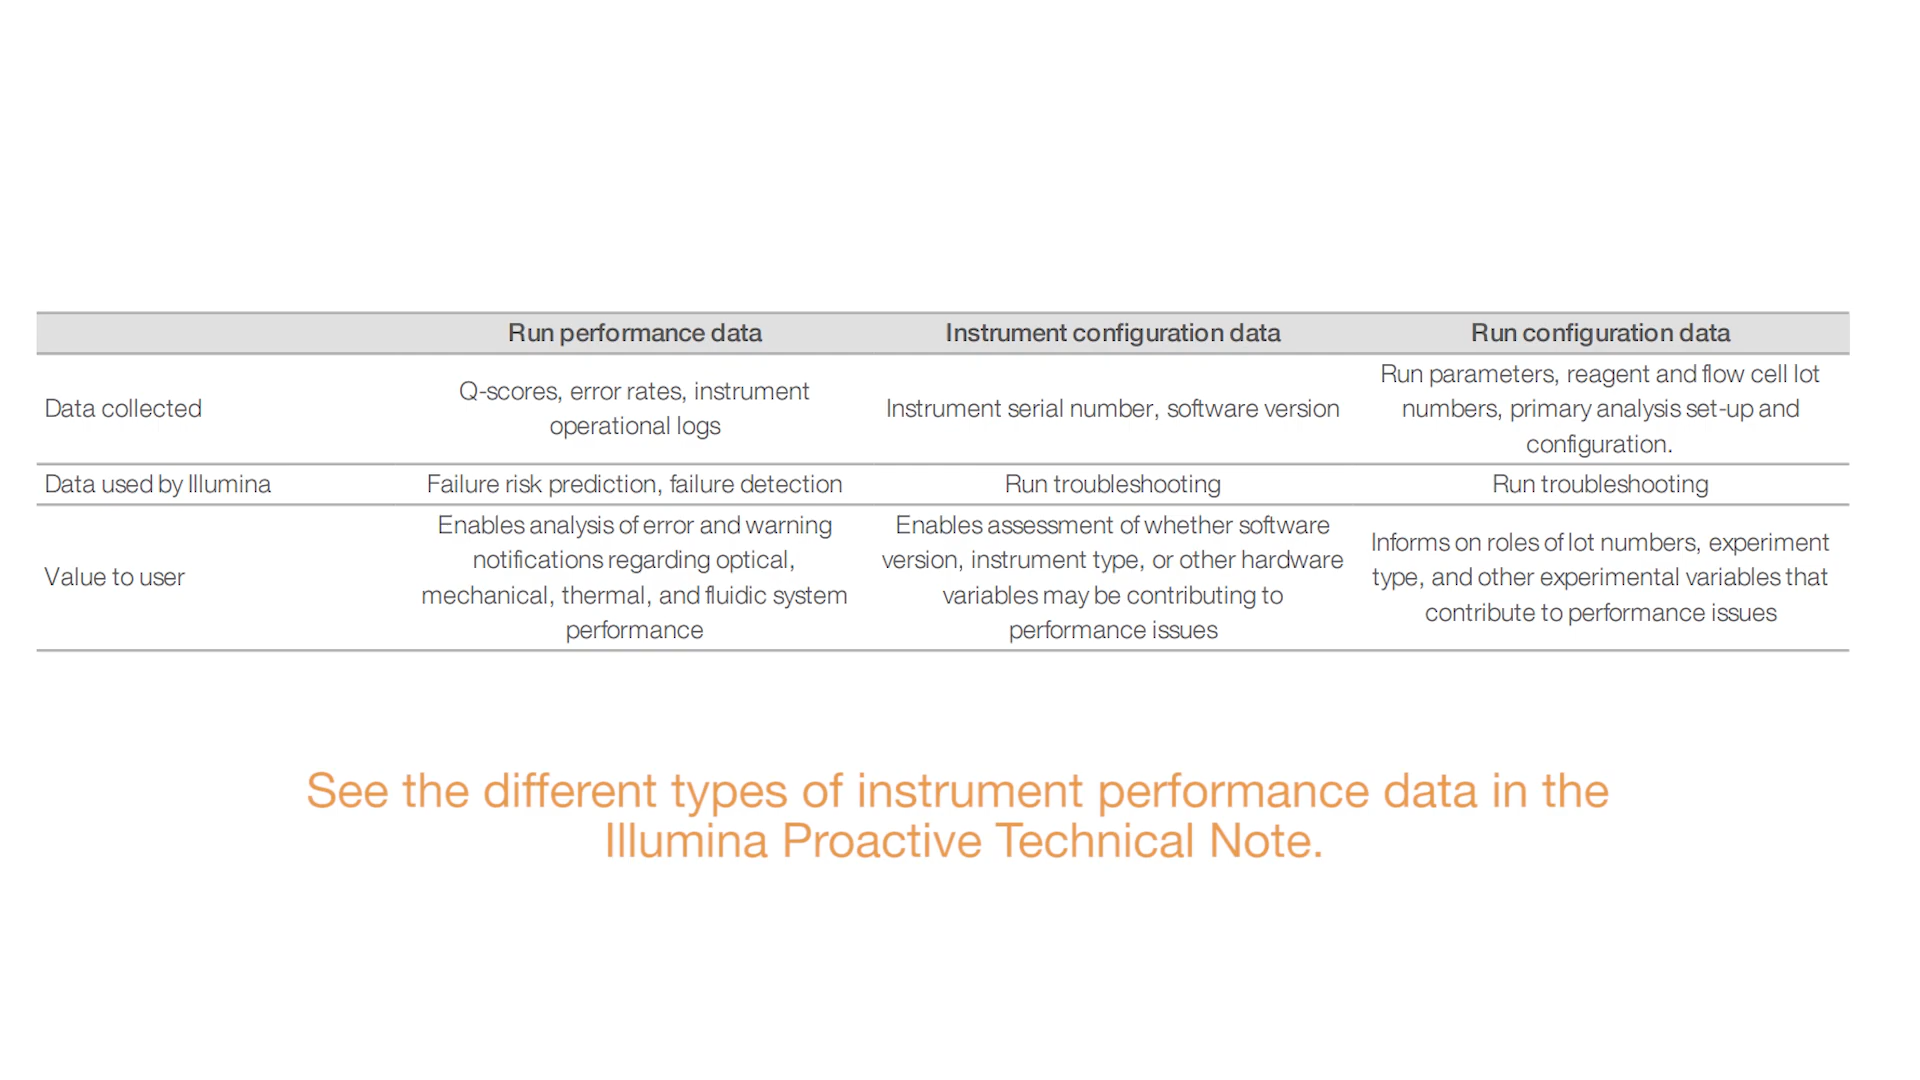 Run performance data Instrument configuration data Run configuration data
Data collected
Q-scores, error rates, instrument
operational logs
Instrument serial number, software version
Run parameters, reagent and flow cell lot
numbers, primary analysis set-up and
configuration.
Data used by Illumina Failure risk prediction, failure detection Run troubleshooting Run troubleshooting
Value to user
Enables analysis of error and warning
notifications regarding optical,
mechanical, thermal, and fluidic system
performance
Enables assessment of whether software
version, instrument type, or other hardware
variables may be contributing to
performance issues
Informs on roles of lot numbers, experiment
type, and other experimental variables that
contribute to performance issues
See the different types of instrument performance data in the
Illumina Proactive Technical Note.